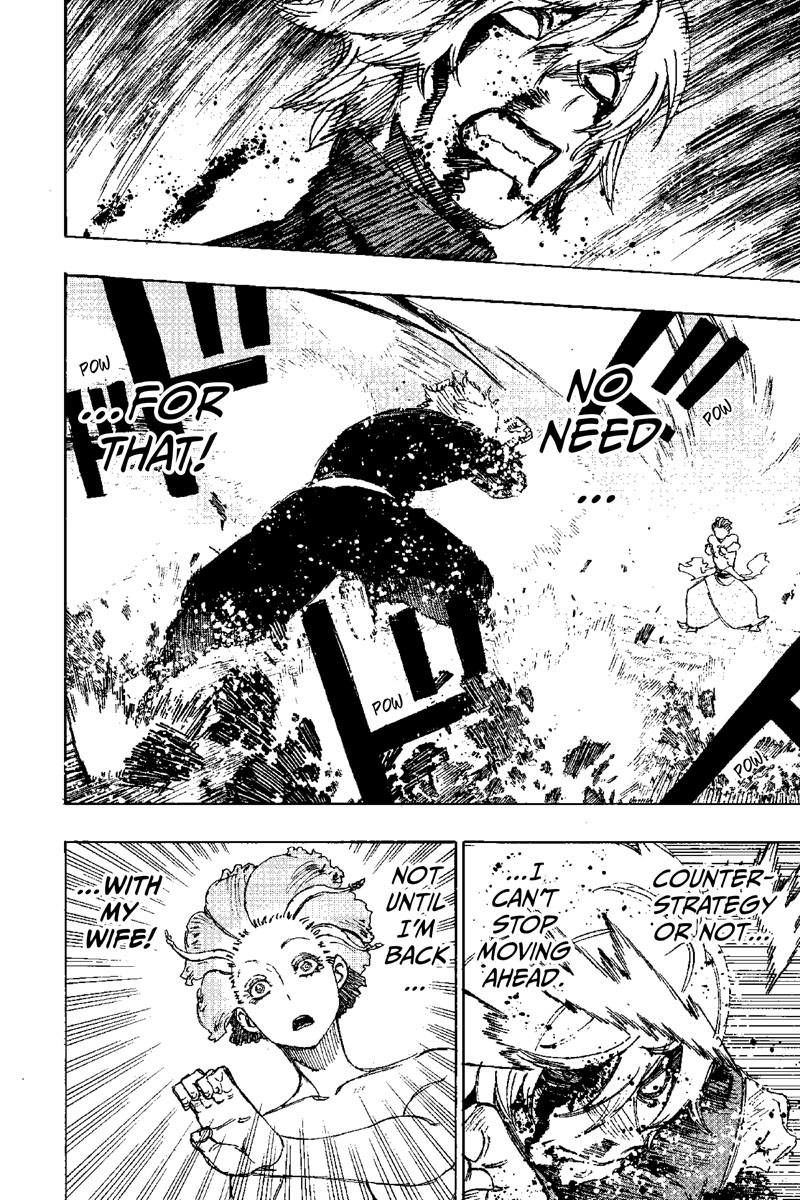 NO
NEED
...
...FOR
THAT!
POW
POW
POW
POW
COUNTER-
STRATEGY
OR NOT...
...I
CAN'T
STOP
MOVING
AHEAD.
NOT
UNTIL
I'M
BACK
...
...WITH
MY
WIFE!